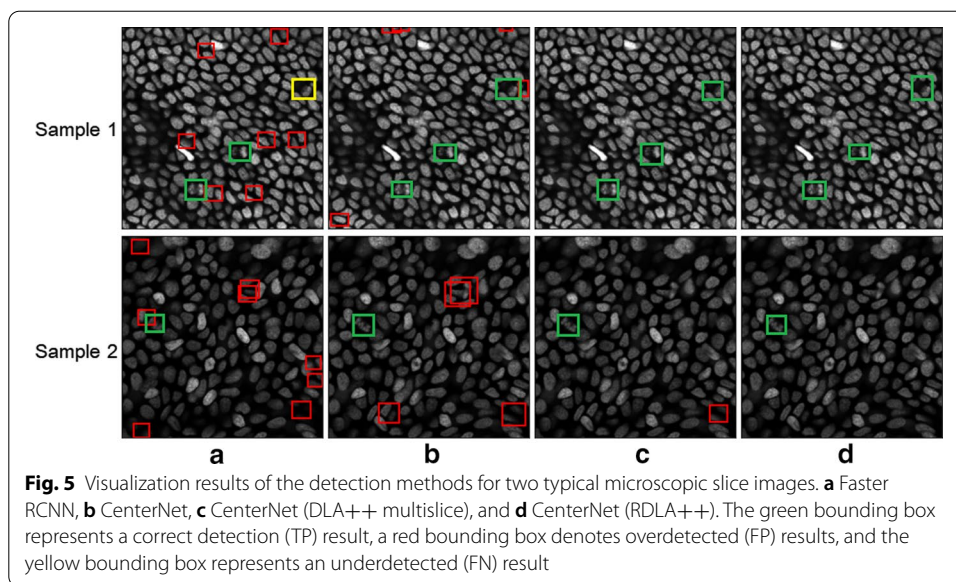 Sample 1
Sample 2
a b c d
Fig. 5 Visualization results of the detection methods for two typical microscopic slice images. a Faster
RCNN, b CenterNet, c CenterNet (DLA++ multislice), and d CenterNet (RDLA++). The green bounding box
represents a correct detection (TP) result, a red bounding box denotes overdetected (FP) results, and the
yellow bounding box represents an underdetected (FN) result